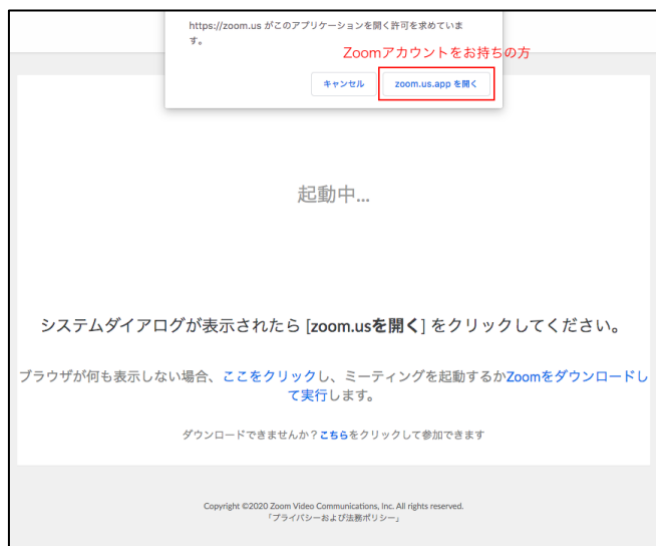 https://zoom.us がこのアプリケーションを開く許可を求めていま
す。
Zoomアカウントをお持ちの方
キャンセル
zoom.us.app を開く
起動中...
システムダイアログが表示されたら [zoom.usを開く] をクリックしてください。
ブラウザが何も表示しない場合、ここをクリックし、ミーティングを起動するかZoomをダウンロードし
て実行します。
ダウンロードできませんか？こちらをクリックして参加できます
Copyright ©2020 Zoom Video Communications, Inc. All rights reserved.
「プライバシーおよび法務ポリシー」